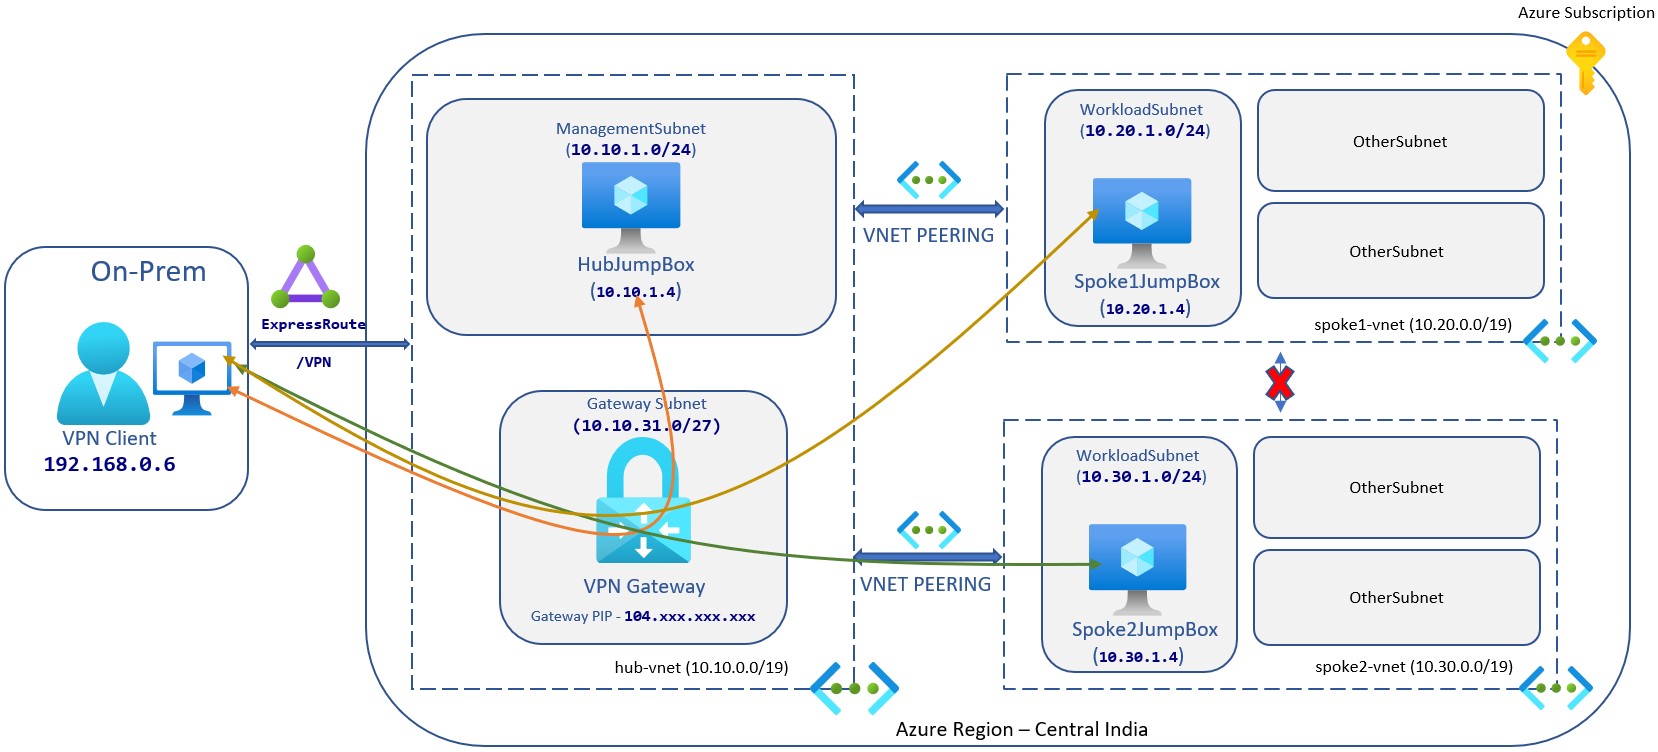 Azure Subscription
On-Prem
VPN Client
192.168.0.6
ExpressRoute
/VPN
ManagementSubnet
(10.10.1.0/24)
HubJumpBox
(10.10.1.4)
Gateway Subnet
(10.10.31.0/27)
VPN Gateway
Gateway PIP - 104.xxx.xxx.xxx
hub-vnet (10.10.0.0/19)
VNET PEERING
VNET PEERING
WorkloadSubnet
(10.20.1.0/24)
Spoke1JumpBox
(10.20.1.4)
OtherSubnet
OtherSubnet
spoke1-vnet (10.20.0.0/19)
WorkloadSubnet
(10.30.1.0/24)
Spoke2JumpBox
(10.30.1.4)
OtherSubnet
OtherSubnet
spoke2-vnet (10.30.0.0/19)
Azure Region – Central India